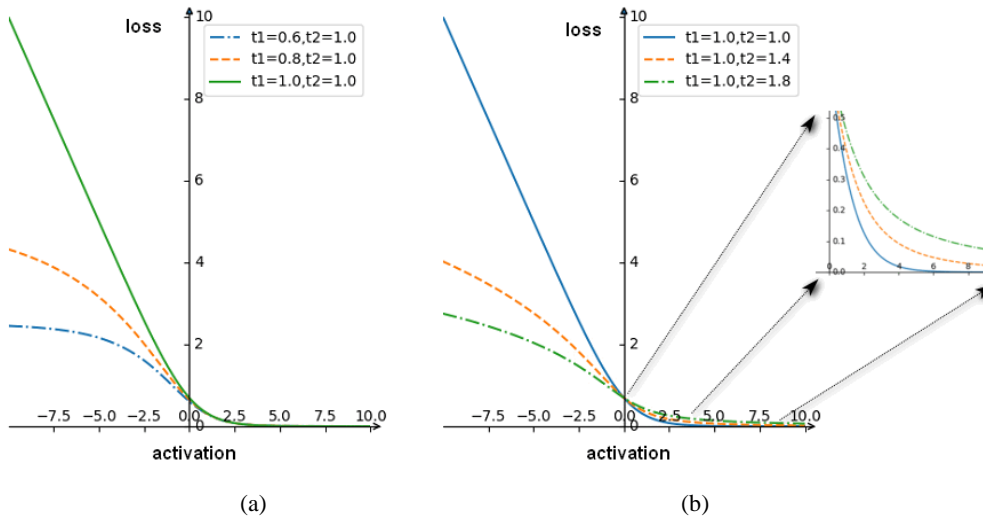 loss
10
8
6
4
2
0
t1=0.6,t2=1.0
t1=0.8,t2=1.0
t1=1.0,t2=1.0
−7.5 −5.0 −2.5 0.0 2.5 5.0 7.5 10.0
activation
(a)
loss
10
8
6
4
2
0
t1=1.0,t2=1.0
t1=1.0,t2=1.4
t1=1.0,t2=1.8
−7.5 −5.0 −2.5 0.0 2.5 5.0 7.5 10.0
activation
0.5
0.4
0.3
0.2
0.1
0.0
0 2 4 6 8
(b)